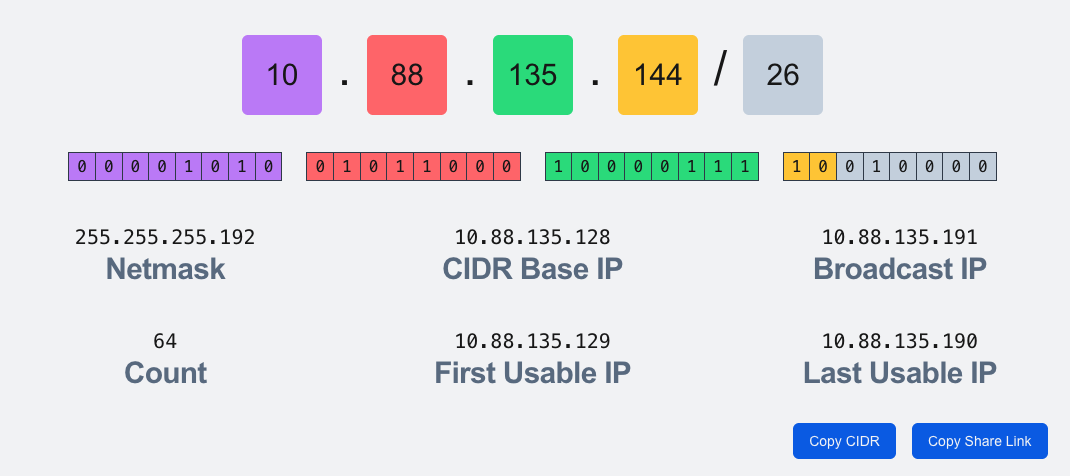 10 . 88 . 135 . 144 / 26
0 0 0 0 1 0 1 0 0 1 0 1 1 0 0 0 1 0 0 0 0 1 1 1 1 0 0 1 0 0 0 0
255.255.255.192 10.88.135.128 10.88.135.191
Netmask CIDR Base IP Broadcast IP
64 10.88.135.129 10.88.135.190
Count First Usable IP Last Usable IP
Copy CIDR Copy Share Link